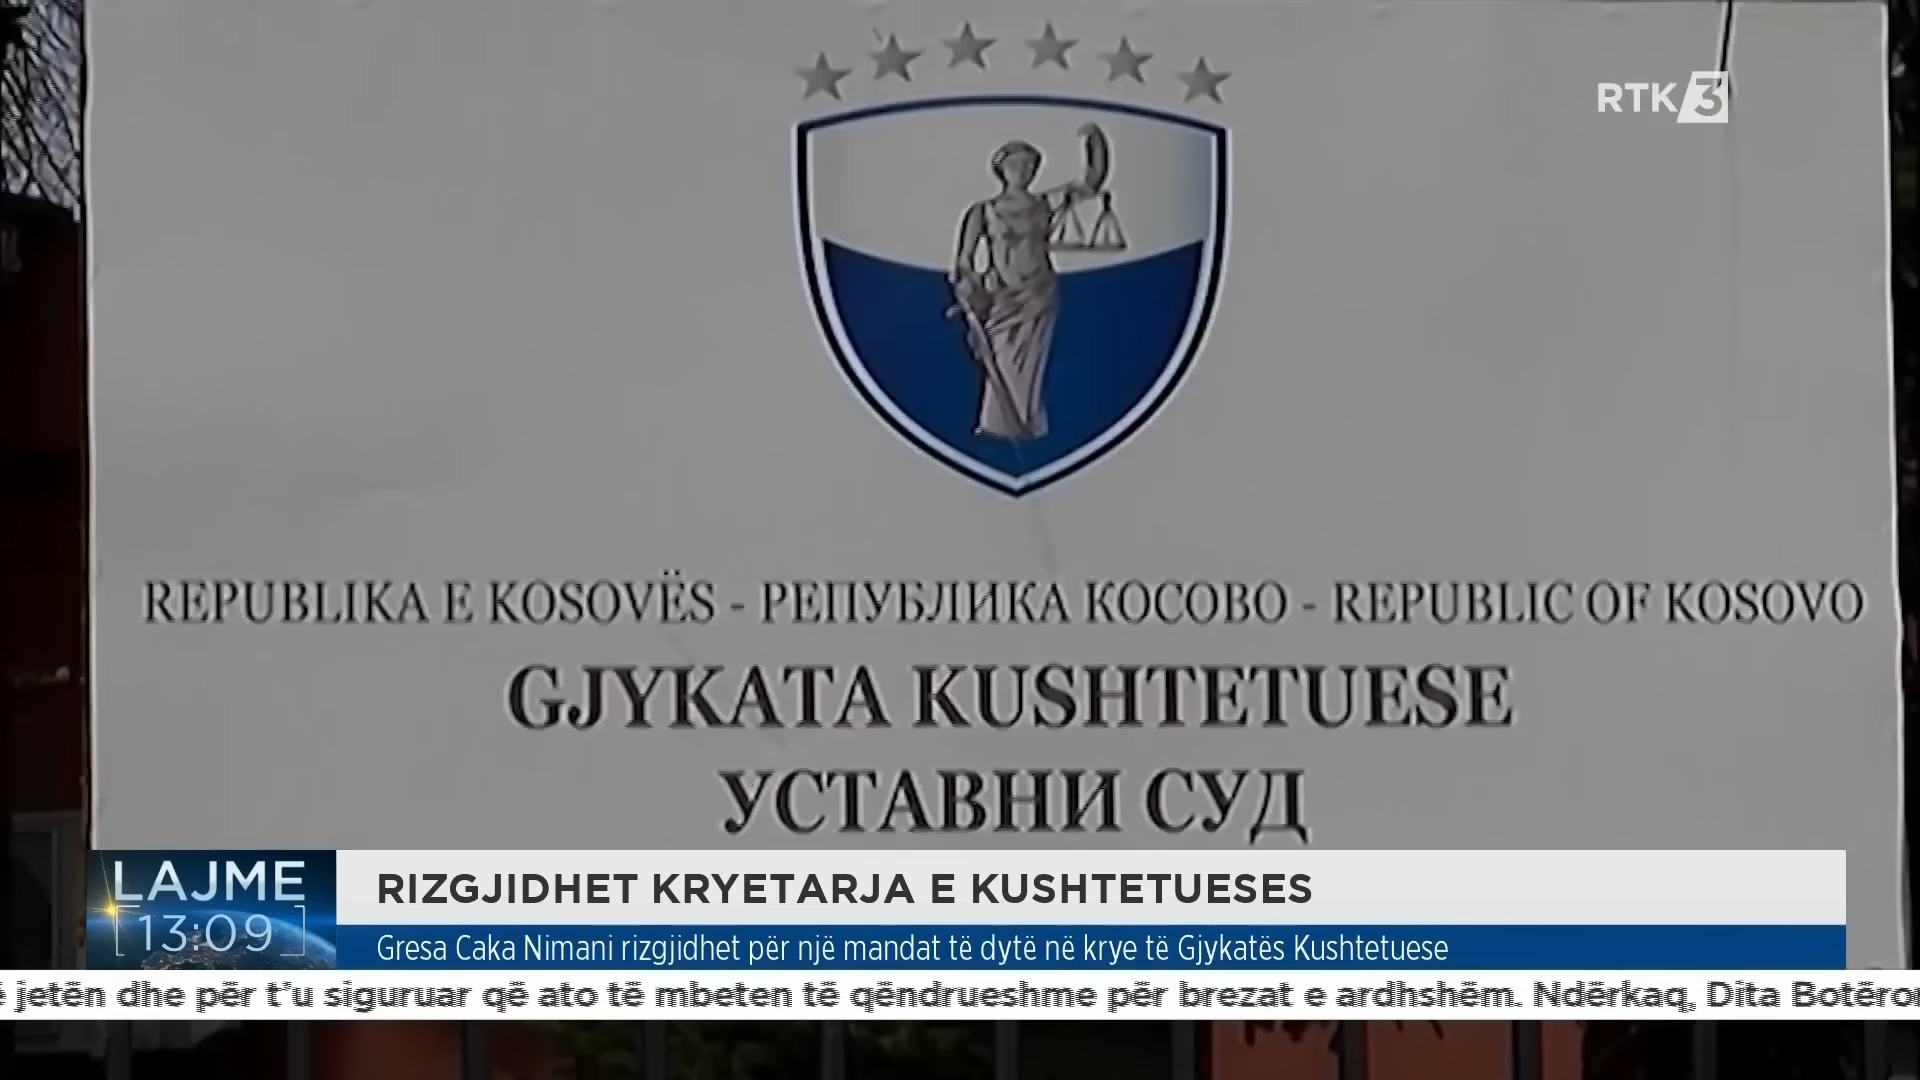 RTK 3
REPUBLIKA E KOSOVËS - РЕПУБЛИКА КОСОВО - REPUBLIC OF KOSOVO
GJYKATA KUSHTETUESE
УСТАВНИ СУД
LAJME
13:09
RIZGJIDHET KRYETARJA E KUSHTETUESES
Gresa Caka Nimani rizgjidhet për një mandat të dytë në krye të Gjykatës Kushtetuese
jetën dhe për t'u siguruar që ato të mbeten të qëndrueshme për brezat e ardhshëm. Ndërkaq, Dita